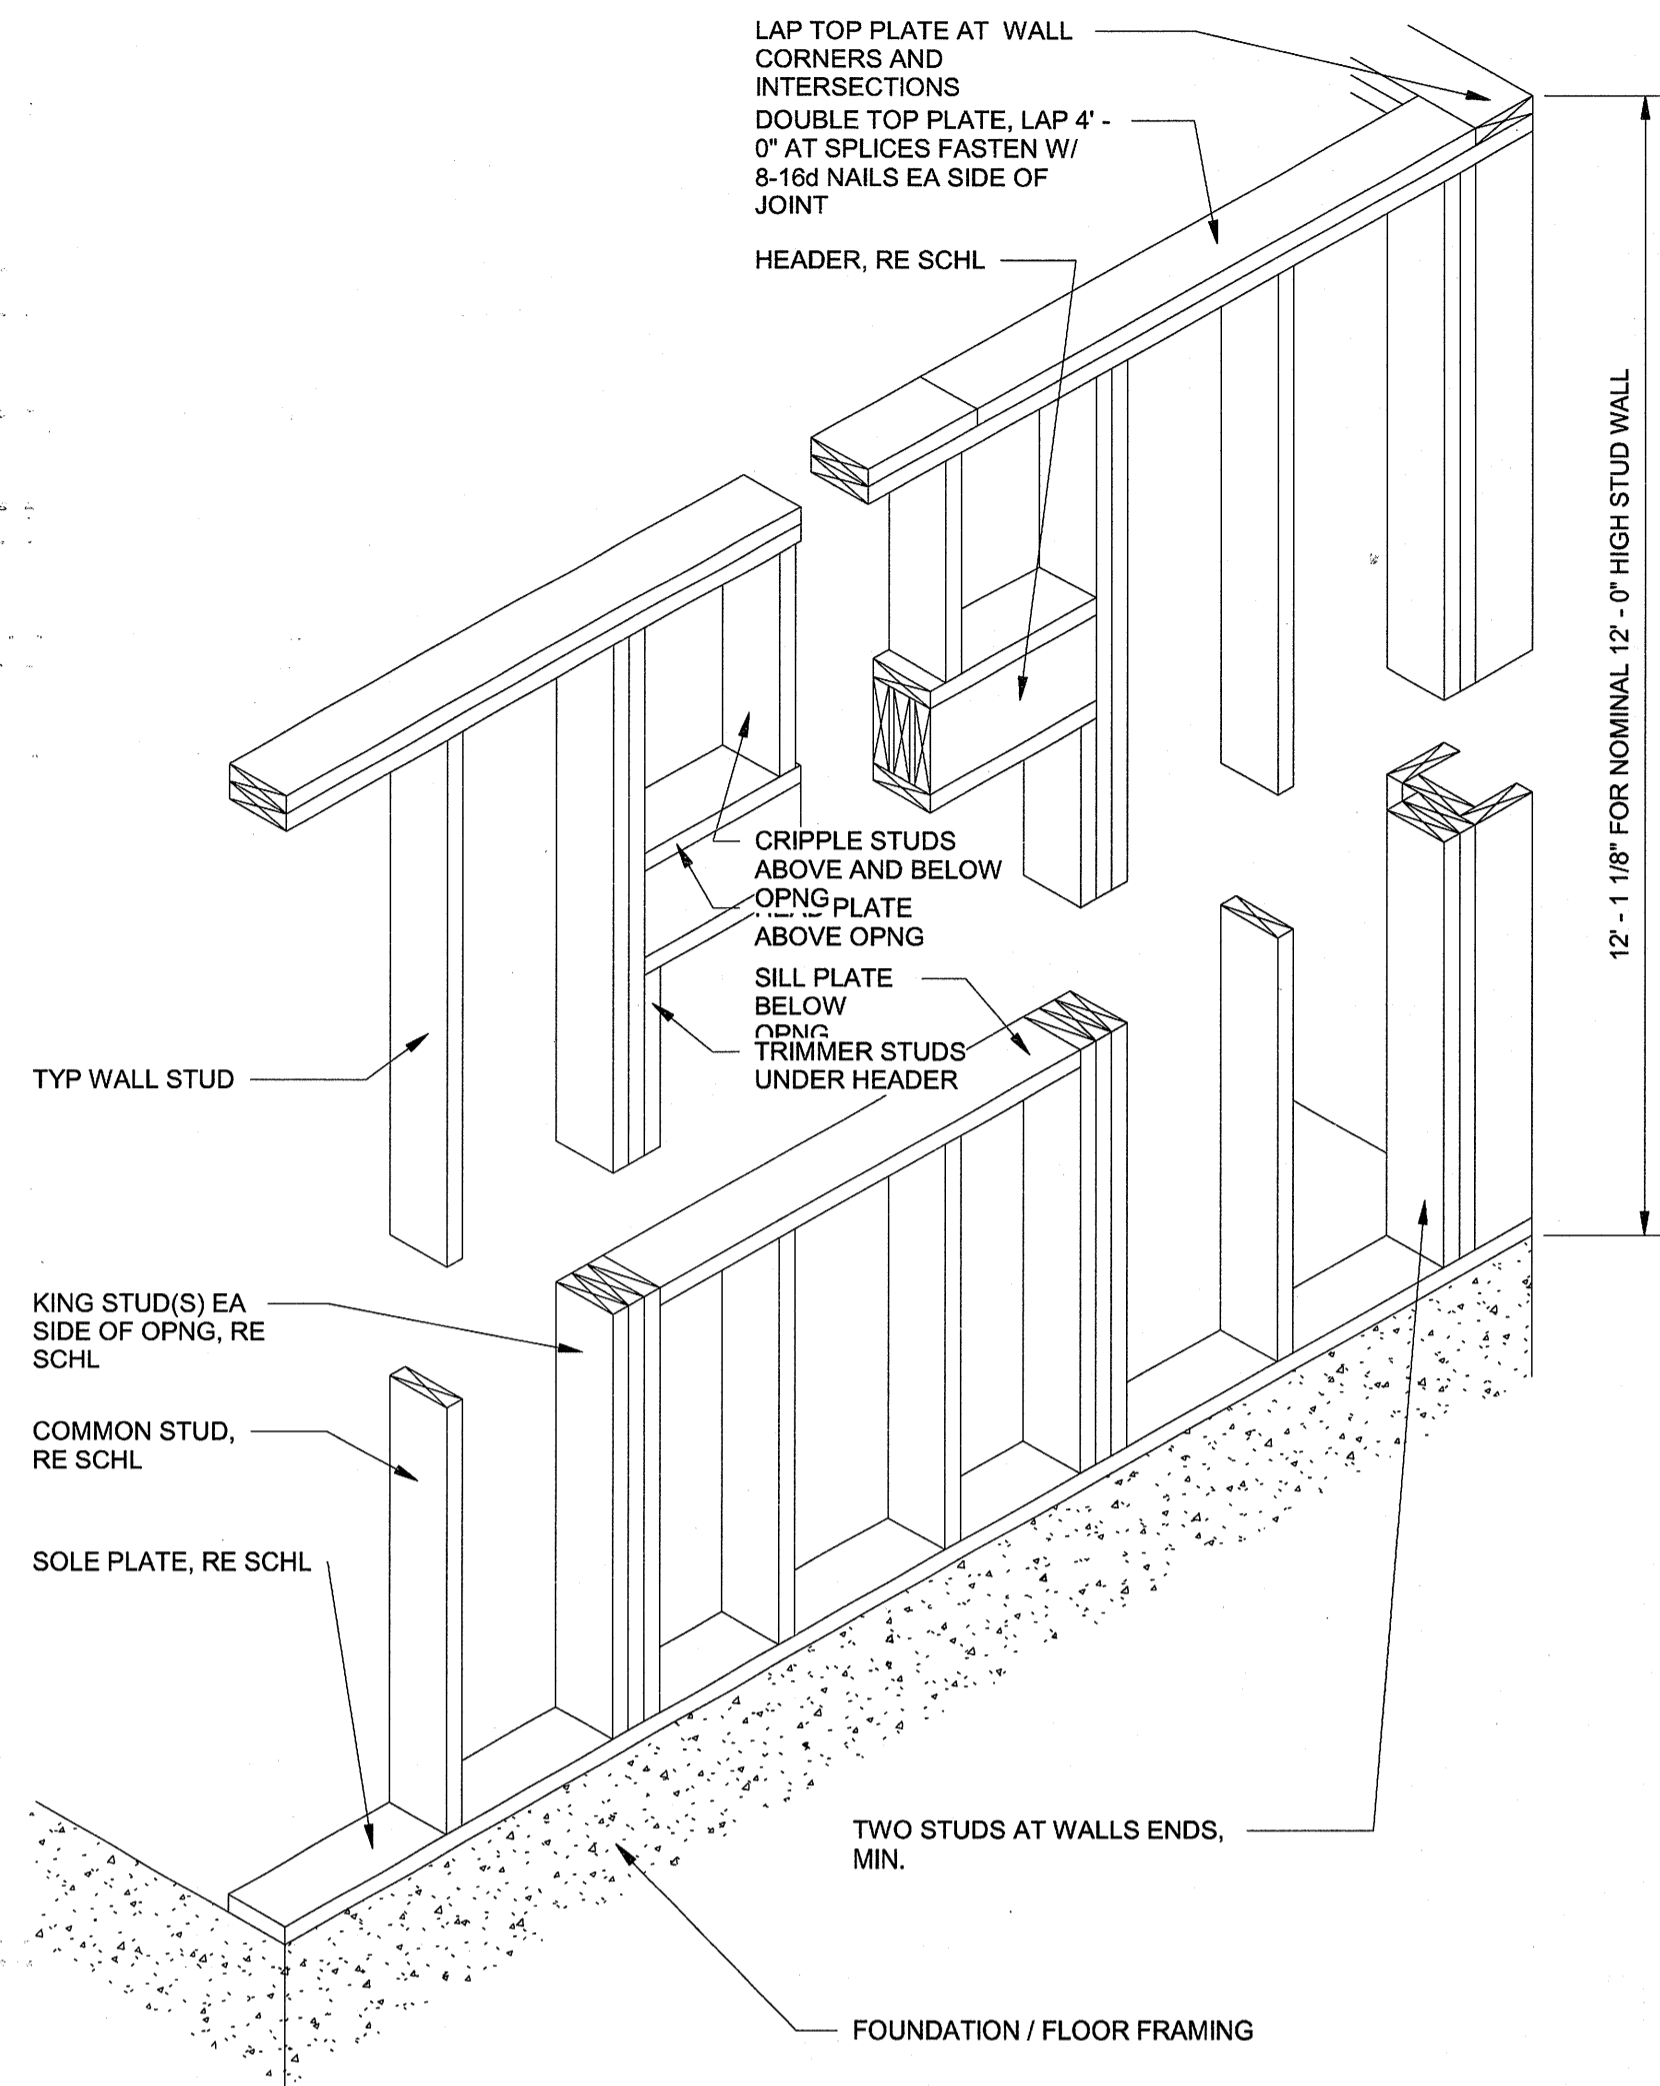 LAP TOP PLATE AT WALL
CORNERS AND
INTERSECTIONS
DOUBLE TOP PLATE, LAP 4' -
0" AT SPLICES FASTEN W/
8-16d NAILS EA SIDE OF
JOINT
HEADER, RE SCHL
12' - 1 1/8" FOR NOMINAL 12' - 0" HIGH STUD WALL
CRIPPLE STUDS
ABOVE AND BELOW
OPNG
PLATE
ABOVE OPNG
SILL PLATE
BELOW
OPNG
TRIMMER STUDS
UNDER HEADER
TYP WALL STUD
KING STUD(S) EA
SIDE OF OPNG, RE
SCHL
COMMON STUD,
RE SCHL
SOLE PLATE, RE SCHL
TWO STUDS AT WALLS ENDS,
MIN.
FOUNDATION / FLOOR FRAMING